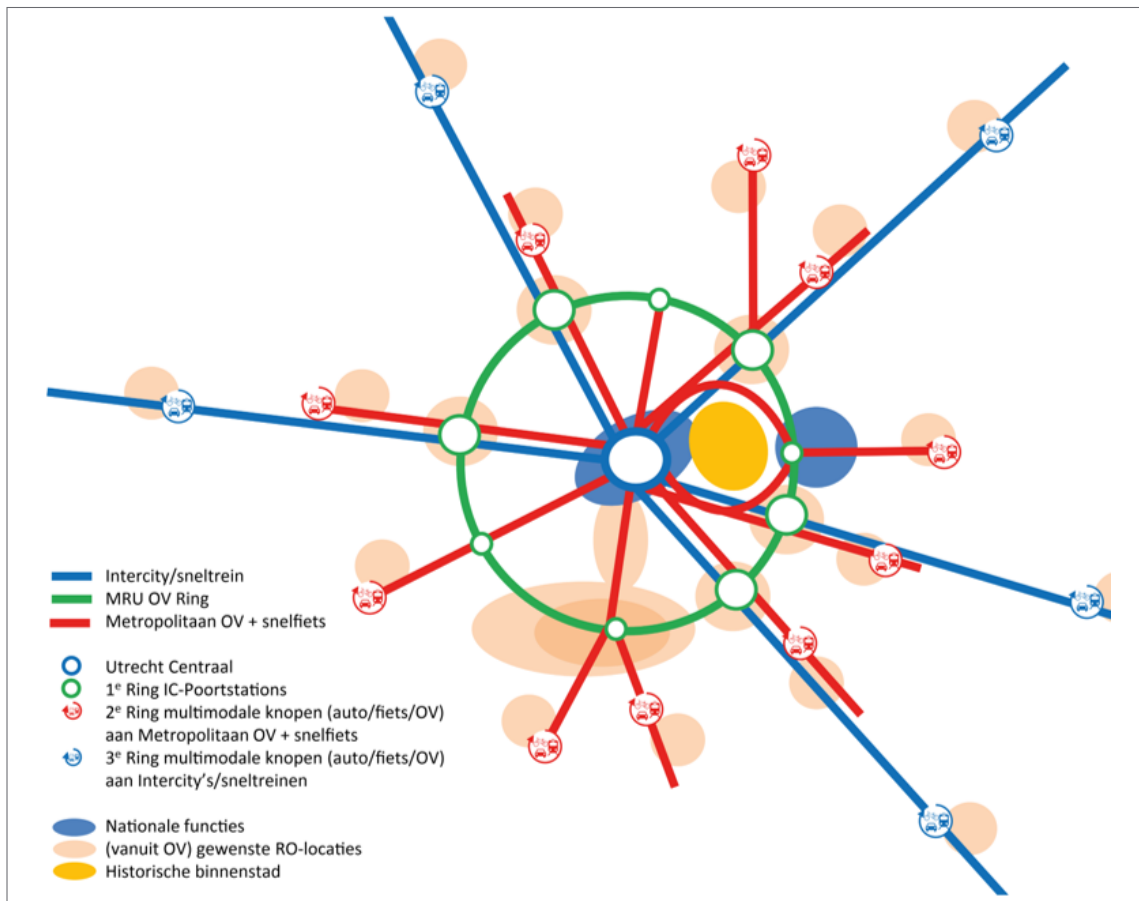 Intercity/sneltrein
MRU OV Ring
Metropolitaan OV + snelfiets
Utrecht Centraal
1e Ring IC-Poortstations
2e Ring multimodale knopen (auto/fiets/OV)
aan Metropolitaan OV + snelfiets
3e Ring multimodale knopen (auto/fiets/OV)
aan Intercity's/sneltreinen
Nationale functies
(vanuit OV) gewenste RO-locaties
Historische binnenstad